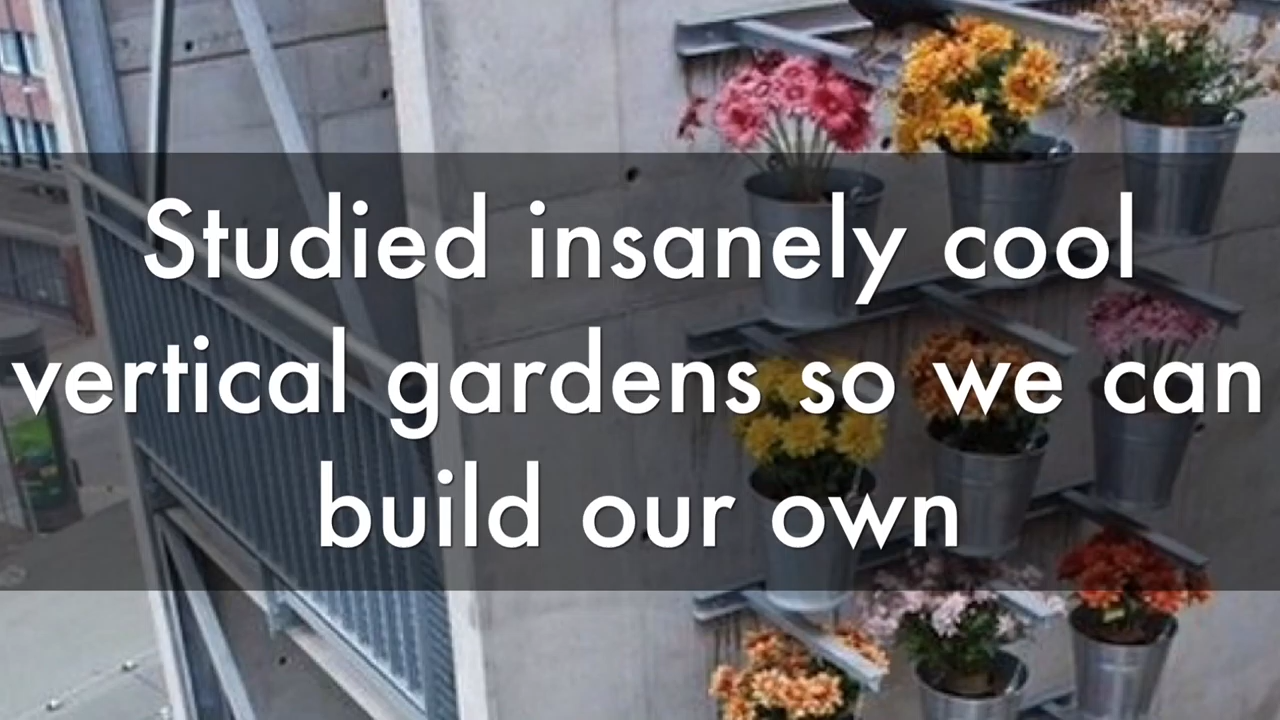 Studied insanely cool
vertical gardens so we can
build our own